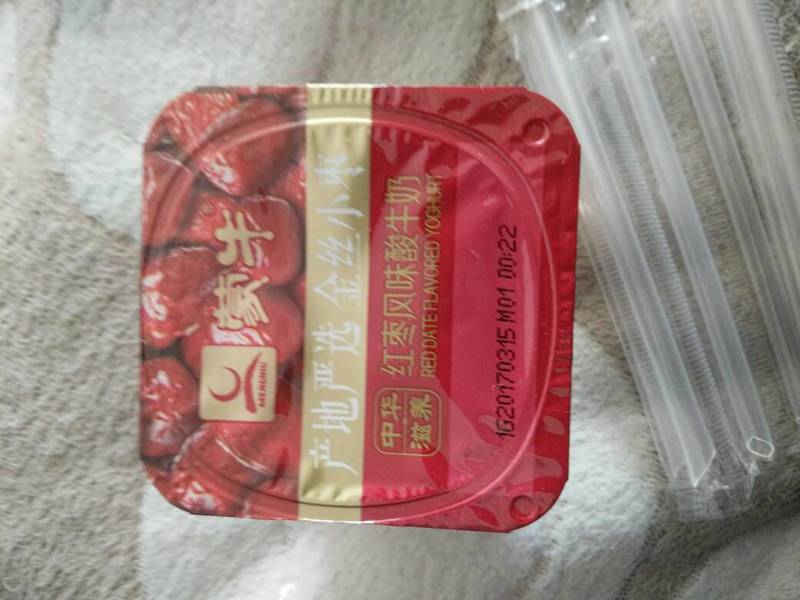 蒙牛
MENGNIU
产地严选 金丝小枣
中华
滋养
红枣风味酸牛奶
RED DATE FLAVORED YOGHURT
1G20170315 M01 00:22